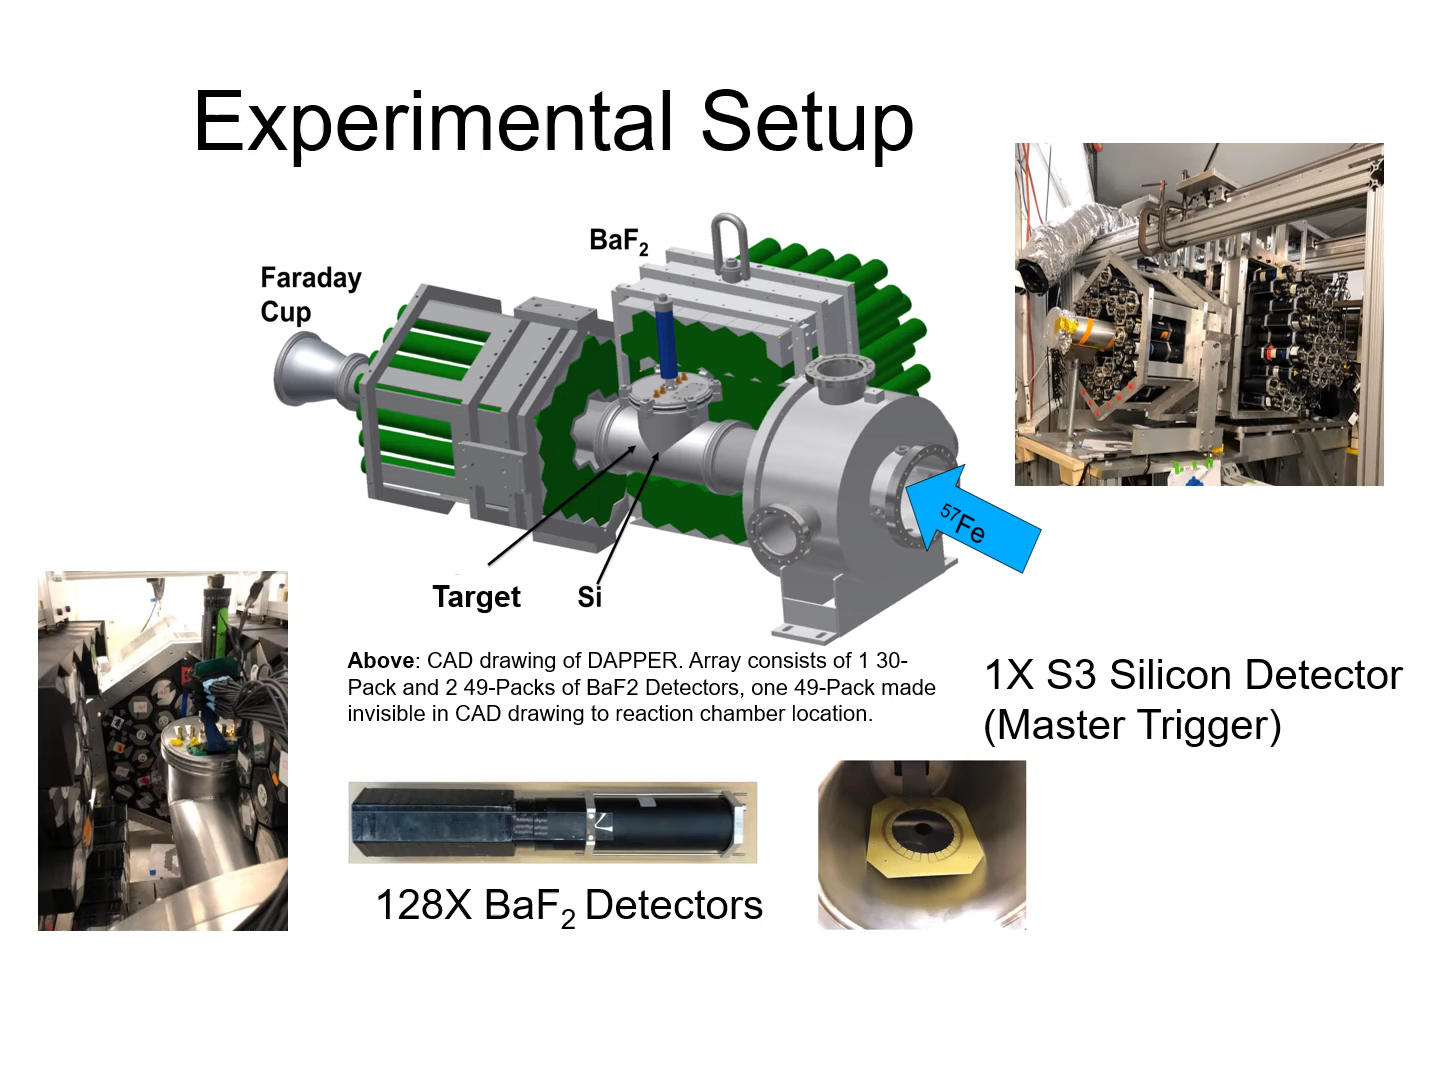 Experimental Setup
BaF2
Faraday
Cup
57Fe
Target
Si
Above: CAD drawing of DAPPER. Array consists of 1 30-
Pack and 2 49-Packs of BaF2 Detectors, one 49-Pack made
invisible in CAD drawing to reaction chamber location.
1X S3 Silicon Detector
(Master Trigger)
128X BaF2 Detectors